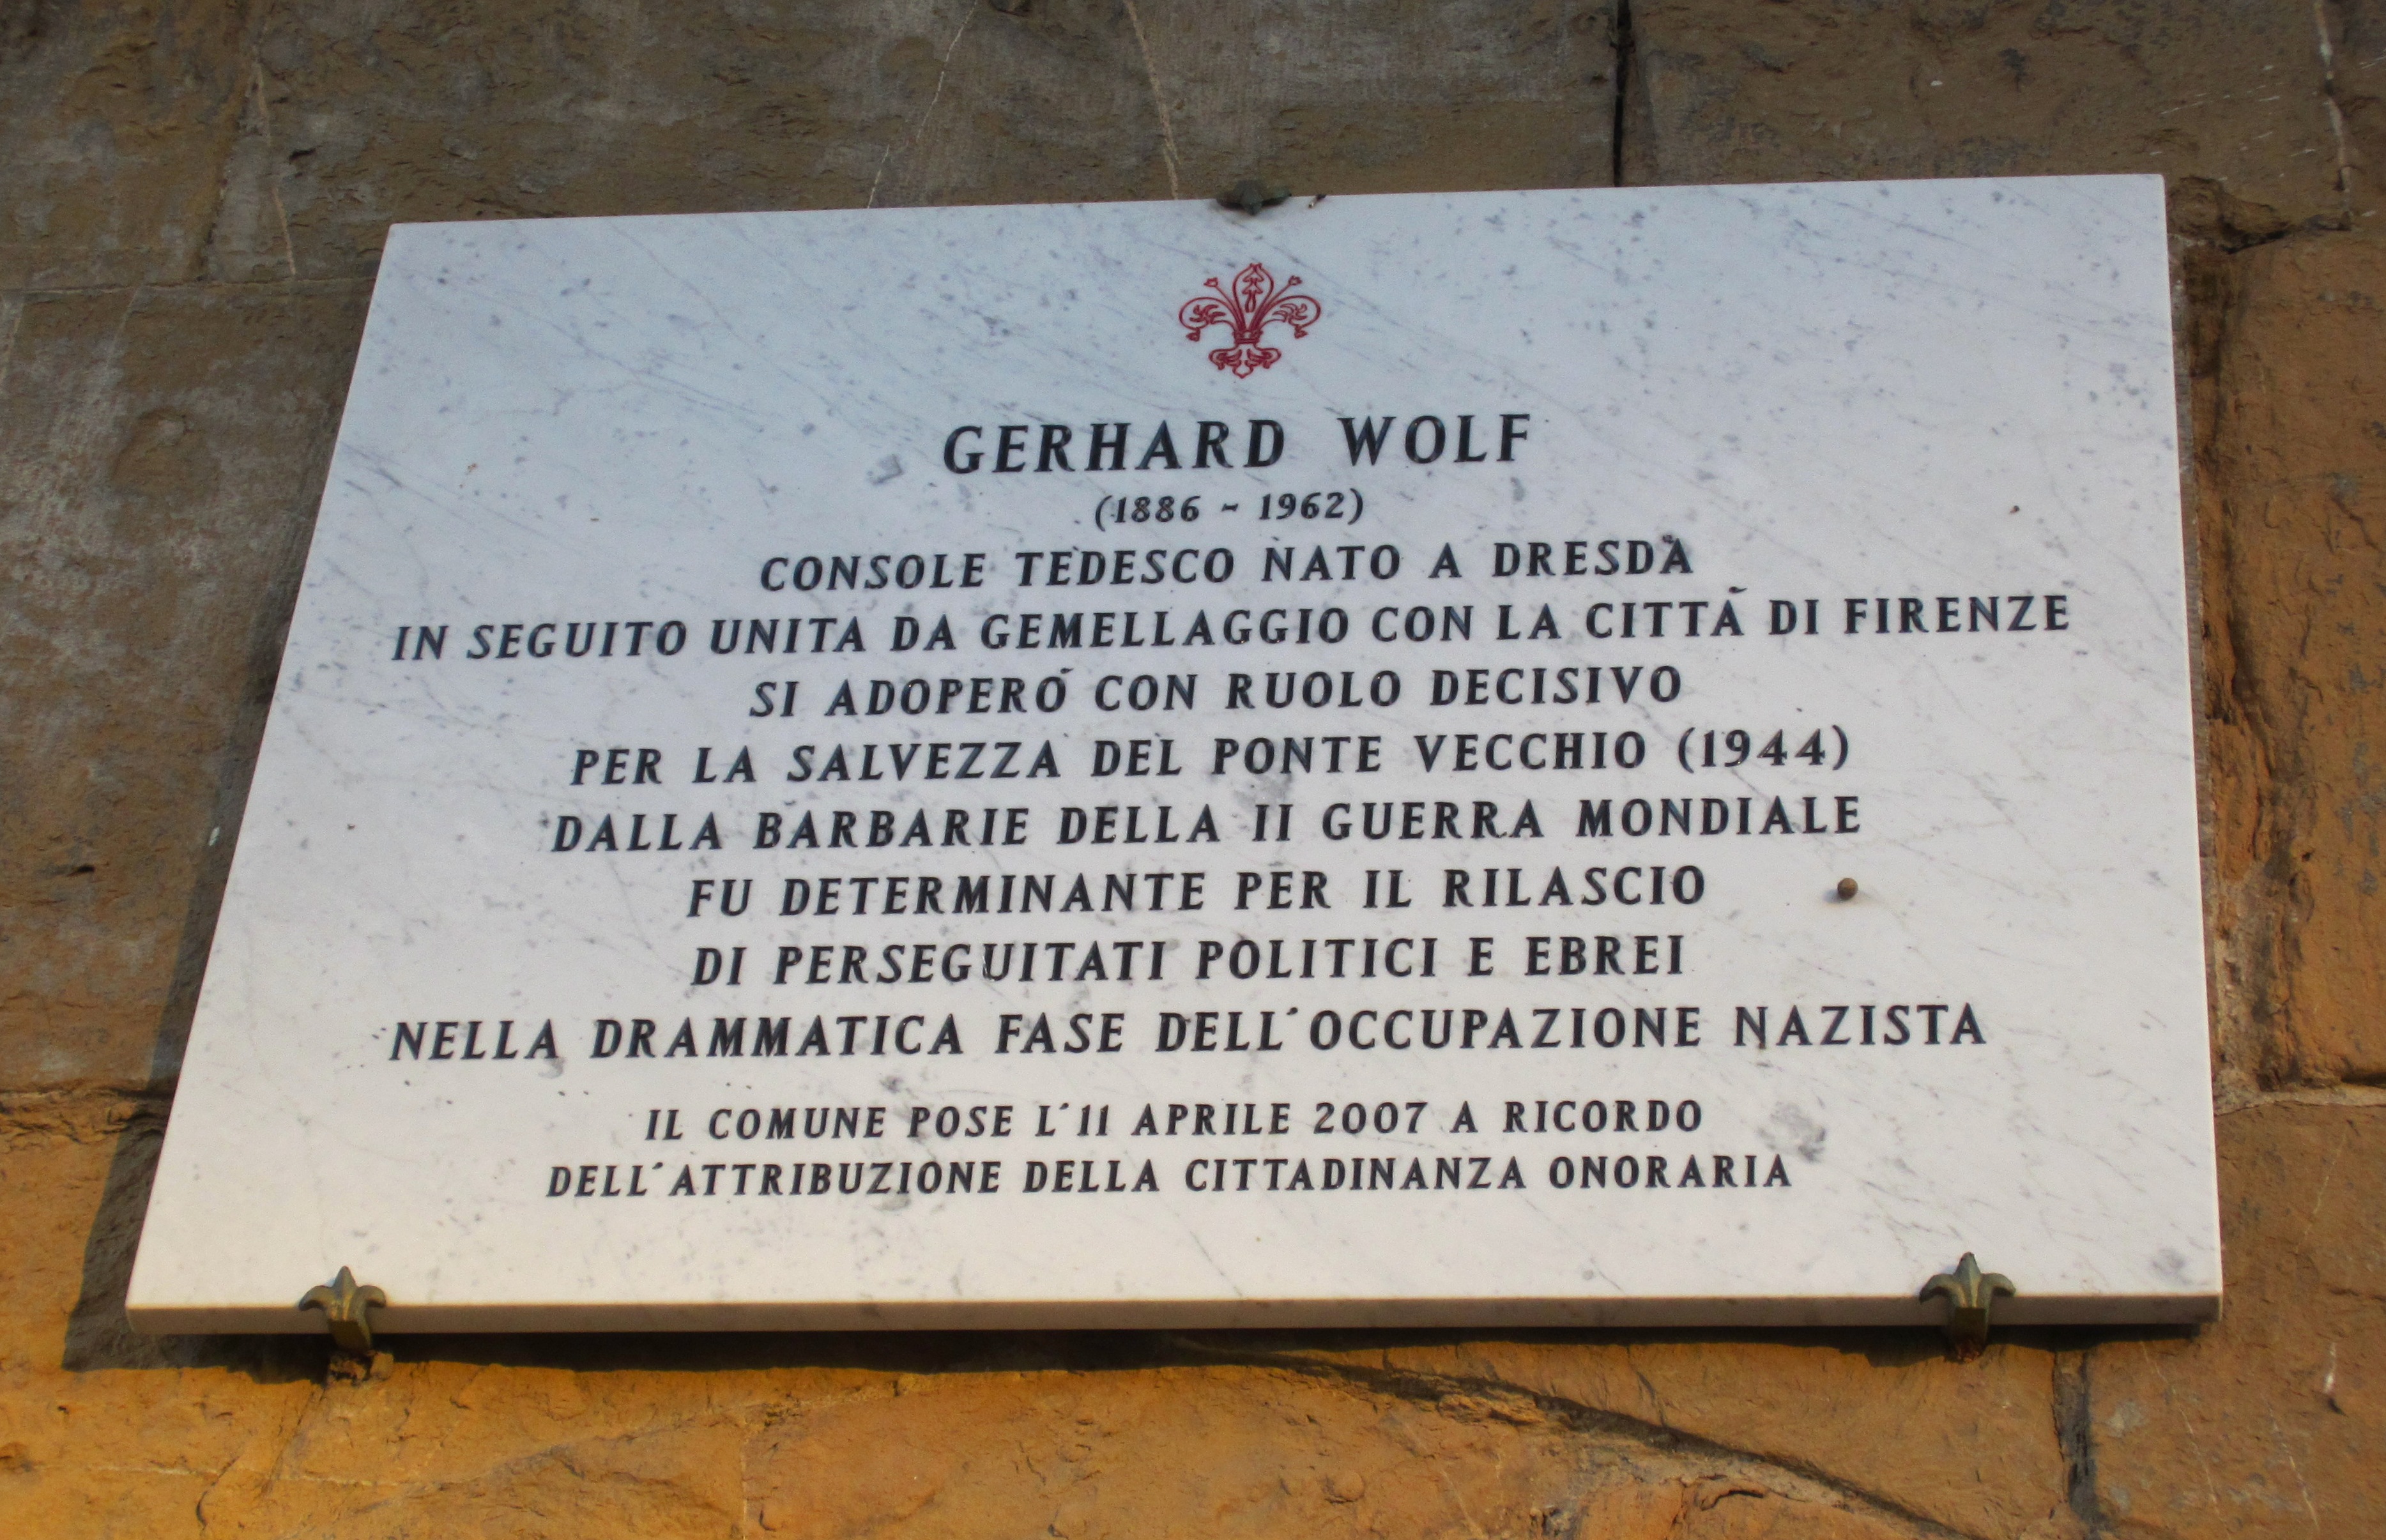 GERHARD WOLF
(1886 - 1962)
CONSOLE TEDESCO NATO A DRESDA
IN SEGUITO UNITA DA GEMELLAGGIO CON LA CITTÀ DI FIRENZE
SI ADOPERÒ CON RUOLO DECISIVO
PER LA SALVEZZA DEL PONTE VECCHIO (1944)
DALLA BARBARIE DELLA II GUERRA MONDIALE
FU DETERMINANTE PER IL RILASCIO
DI PERSEGUITATI POLITICI E EBREI
NELLA DRAMMATICA FASE DELL'OCCUPAZIONE NAZISTA
IL COMUNE POSE L'11 APRILE 2007 A RICORDO
DELL'ATTRIBUZIONE DELLA CITTADINANZA ONORARIA